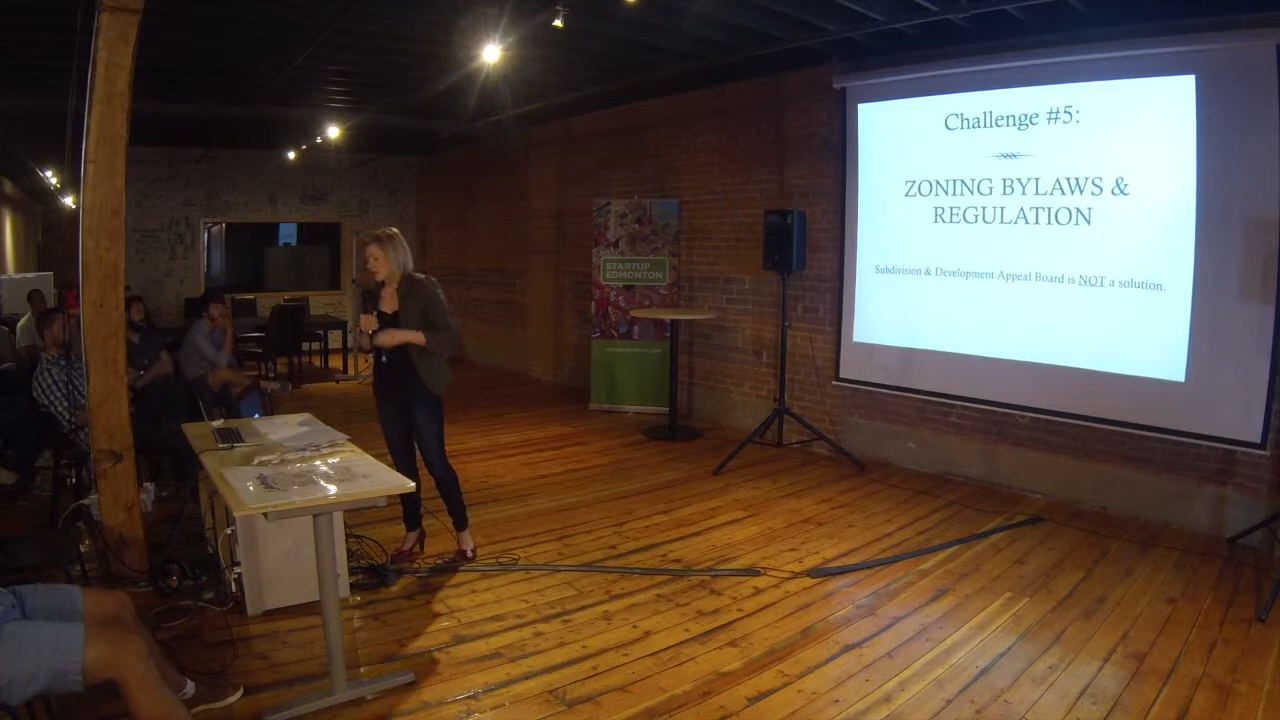 Challenge #5:
ZONING BYLAWS &
REGULATION
Subdivision & Development Appeal Board is NOT a solution.
STARTUP
EDMONTON